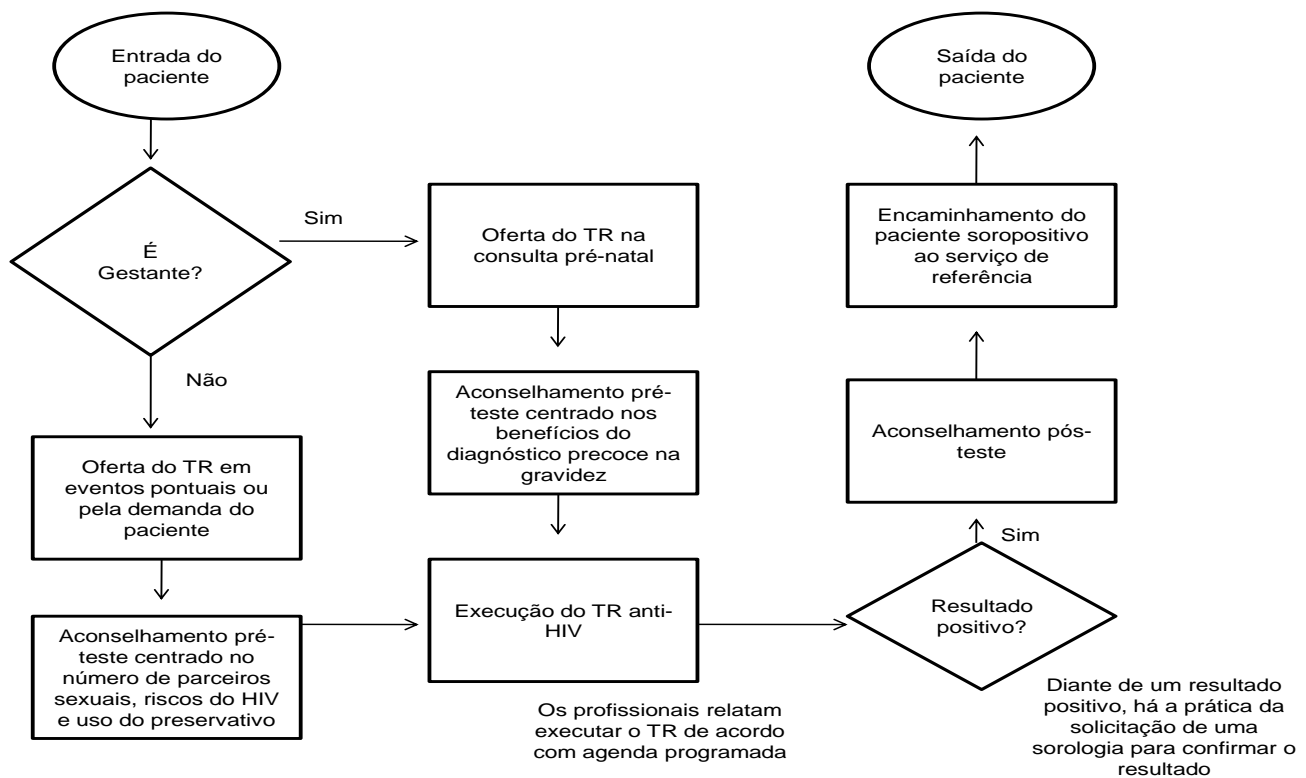 Entrada do
paciente
É
Gestante?
Sim
Não
Oferta do TR em
eventos pontuais ou
pela demanda do
paciente
Aconselhamento pré-
teste centrado no
número de parceiros
sexuais, riscos do HIV
e uso do preservativo
Oferta do TR na
consulta pré-natal
Aconselhamento pré-
teste centrado nos
benefícios do
diagnóstico precoce na
gravidez
Execução do TR anti-
HIV
Os profissionais relatam
executar o TR de acordo
com agenda programada
Resultado
positivo?
Diante de um resultado
positivo, há a prática da
solicitação de uma
sorologia para confirmar o
resultado
Sim
Aconselhamento pós-
teste
Encaminhamento do
paciente soropositivo
ao serviço de
referência
Saída do
paciente